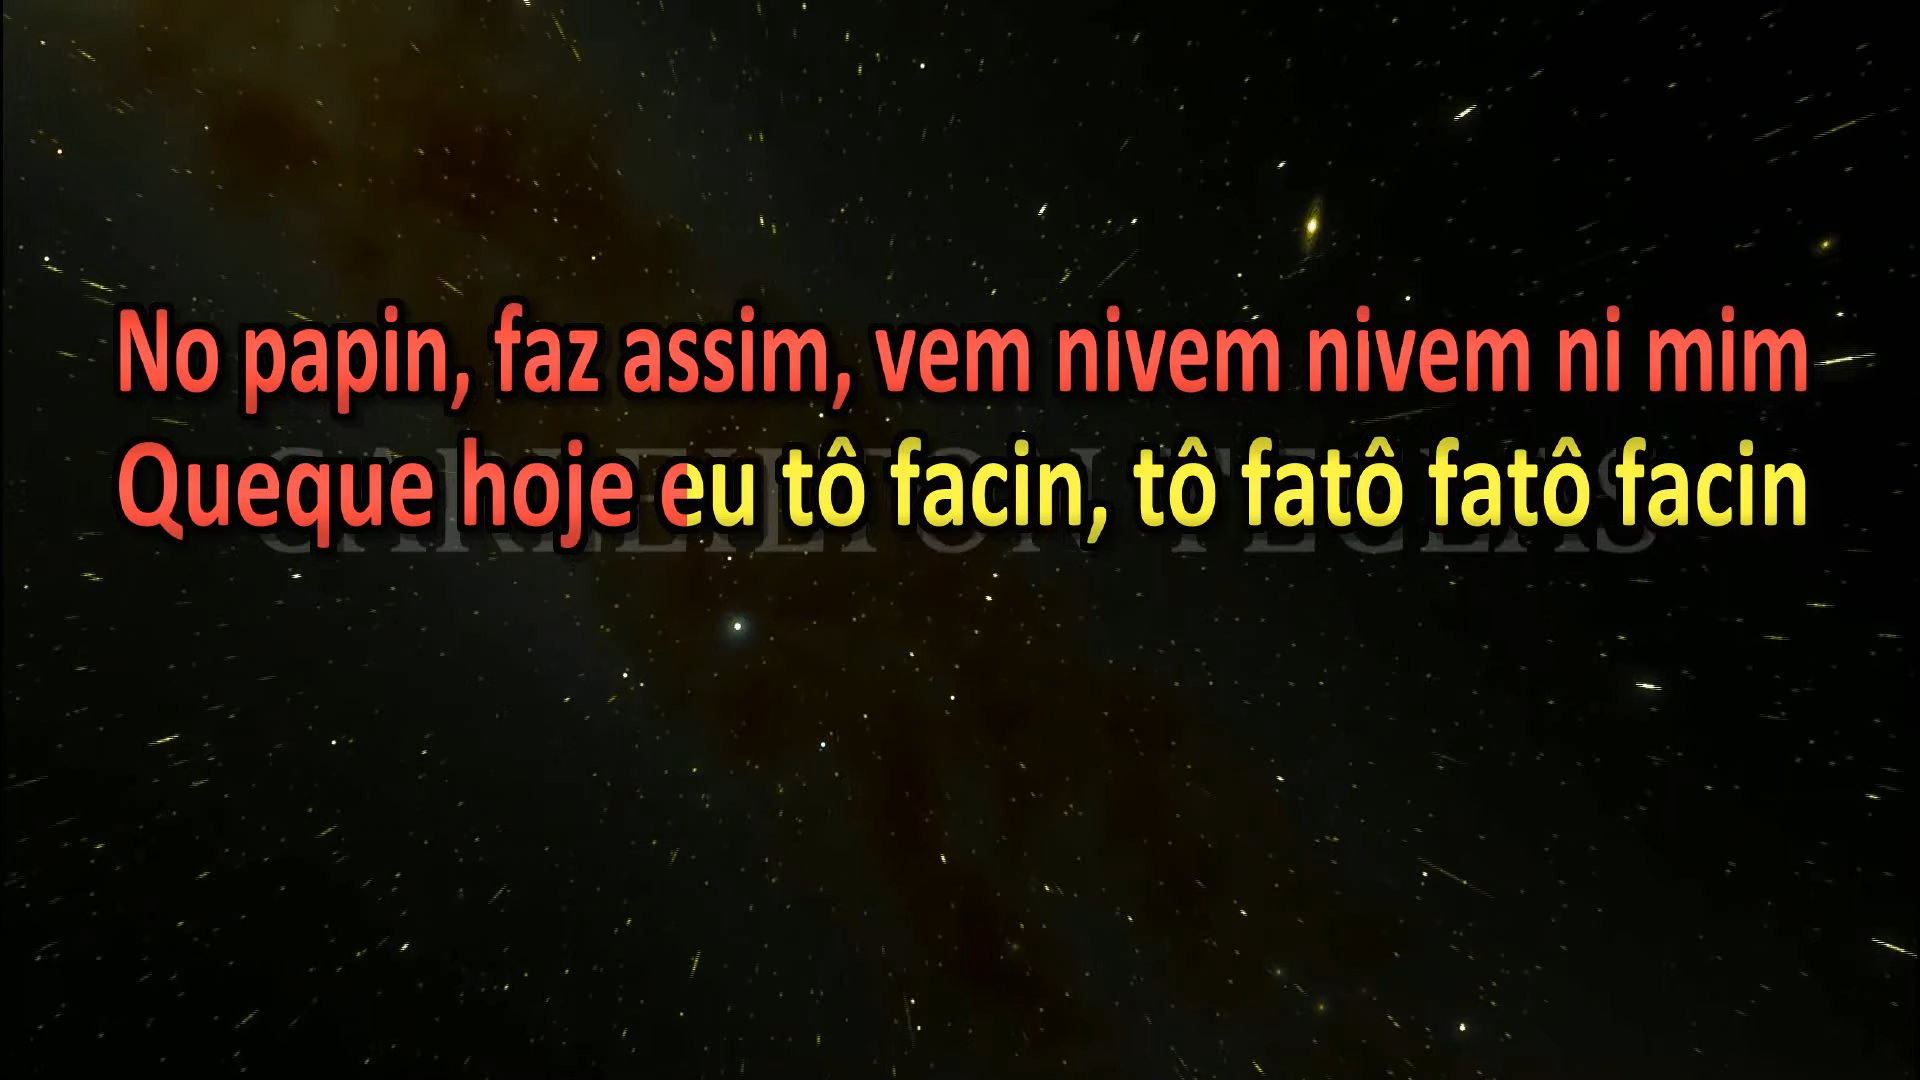 No papin, faz assim, vem nivem nivem ni mim
Queque hoje eu tô facin, tô fatô fatô facin